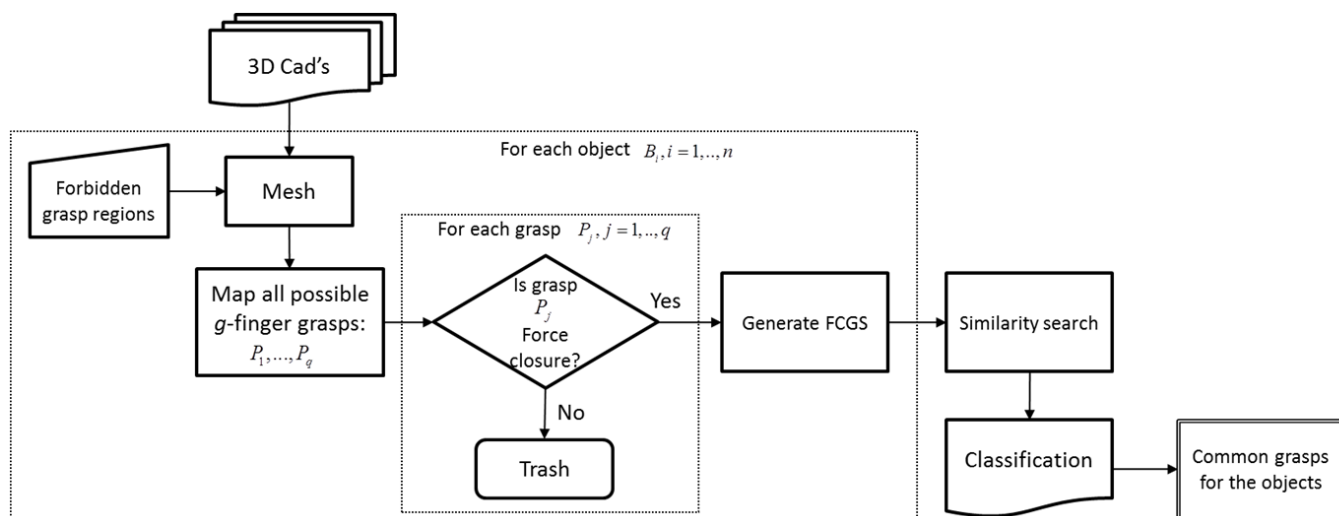 3D Cad's
For each object B_i, i = 1,..,n
Forbidden
grasp regions
Mesh
For each grasp P_j, j = 1,..,q
Map all possible
g-finger grasps:
P_1,...,P_q
Is grasp
P_j
Force
closure?
Yes
No
Trash
Generate FCGS
Similarity search
Classification
Common grasps
for the objects